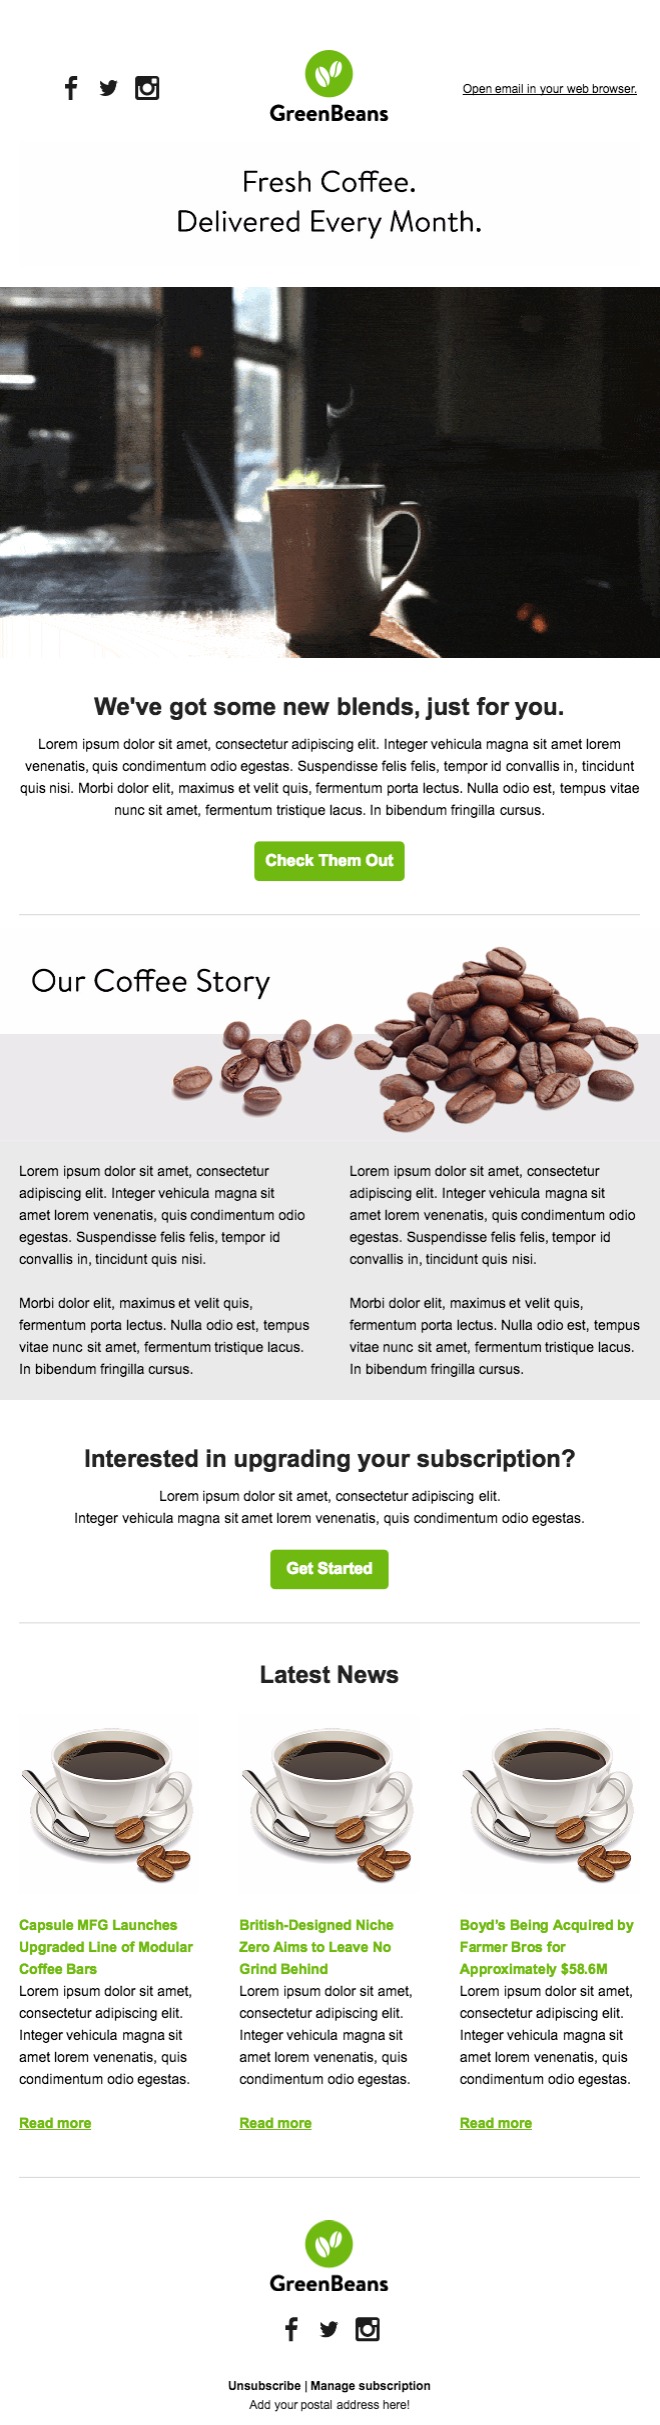 GreenBeans
Open email in your web browser.
Fresh Coffee.
Delivered Every Month.
We've got some new blends, just for you.
Lorem ipsum dolor sit amet, consectetur adipiscing elit. Integer vehicula magna sit amet lorem
venenatis, quis condimentum odio egestas. Suspendisse felis felis, tempor id convallis in, tincidunt
quis nisi. Morbi dolor elit, maximus et velit quis, fermentum porta lectus. Nulla odio est, tempus vitae
nunc sit amet, fermentum tristique lacus. In bibendum fringilla cursus.
Check Them Out
Our Coffee Story
Lorem ipsum dolor sit amet, consectetur
adipiscing elit. Integer vehicula magna sit
amet lorem venenatis, quis condimentum odio
egestas. Suspendisse felis felis, tempor id
convallis in, tincidunt quis nisi.
Morbi dolor elit, maximus et velit quis,
fermentum porta lectus. Nulla odio est, tempus
vitae nunc sit amet, fermentum tristique lacus.
In bibendum fringilla cursus.
Lorem ipsum dolor sit amet, consectetur
adipiscing elit. Integer vehicula magna sit
amet lorem venenatis, quis condimentum odio
egestas. Suspendisse felis felis, tempor id
convallis in, tincidunt quis nisi.
Morbi dolor elit, maximus et velit quis,
fermentum porta lectus. Nulla odio est, tempus
vitae nunc sit amet, fermentum tristique lacus.
In bibendum fringilla cursus.
Interested in upgrading your subscription?
Lorem ipsum dolor sit amet, consectetur adipiscing elit.
Integer vehicula magna sit amet lorem venenatis, quis condimentum odio egestas.
Get Started
Latest News
Capsule MFG Launches
Upgraded Line of Modular
Coffee Bars
Lorem ipsum dolor sit amet,
consectetur adipiscing elit.
Integer vehicula magna sit
amet lorem venenatis, quis
condimentum odio egestas.
Read more
British-Designed Niche
Zero Aims to Leave No
Grind Behind
Lorem ipsum dolor sit amet,
consectetur adipiscing elit.
Integer vehicula magna sit
amet lorem venenatis, quis
condimentum odio egestas.
Read more
Boyd's Being Acquired by
Farmer Bros for
Approximately $58.6M
Lorem ipsum dolor sit amet,
consectetur adipiscing elit.
Integer vehicula magna sit
amet lorem venenatis, quis
condimentum odio egestas.
Read more
GreenBeans
Unsubscribe | Manage subscription
Add your postal address here!